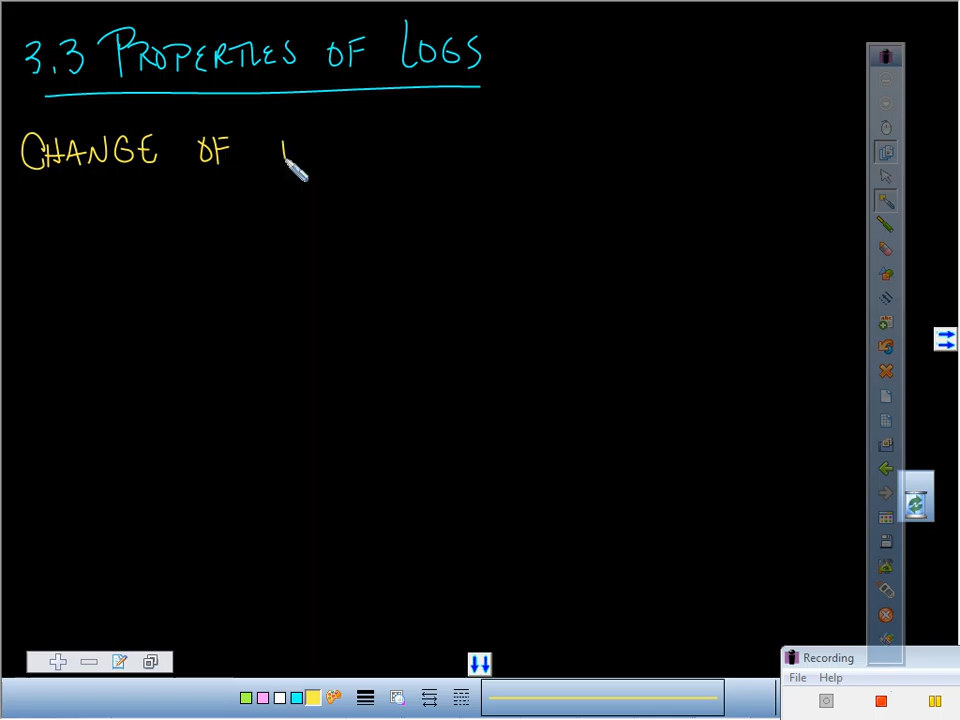 3.3 PROPERTIES OF LOGS
CHANGE OF
Recording
File Help